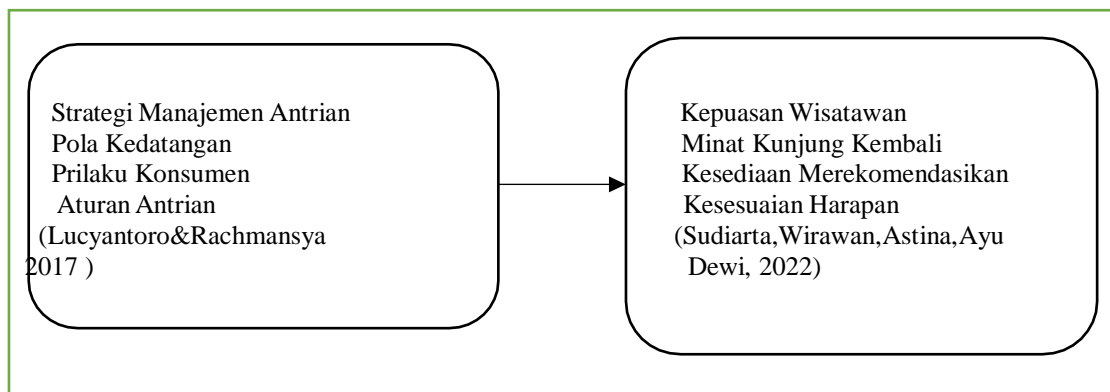 Strategi Manajemen Antrian
Pola Kedatangan
Prilaku Konsumen
Aturan Antrian
(Lucyantoro&Rachmansya
2017 )
Kepuasan Wisatawan
Minat Kunjung Kembali
Kesediaan Merekomendasikan
Kesesuaian Harapan
(Sudiarta,Wirawan,Astina,Ayu
Dewi, 2022)